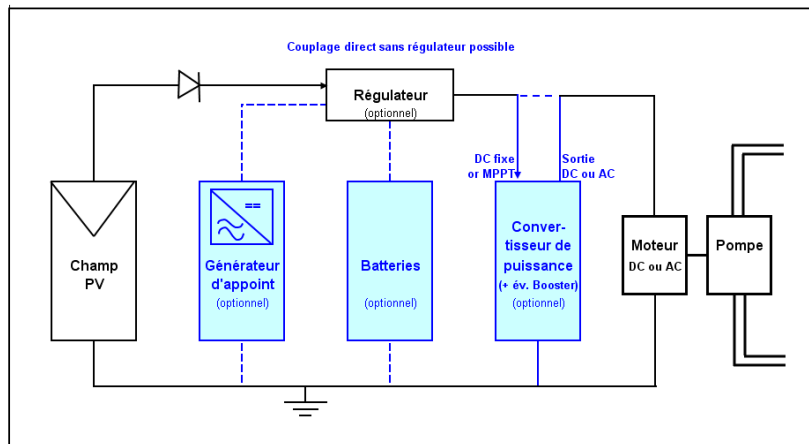 Couplage direct sans régulateur possible
Régulateur
(optionnel)
DC fixe
or MPPT
Sortie
DC ou AC
==
Champ
PV
Générateur
d'appoint
(optionnel)
Batteries
(optionnel)
Conver-
tisseur de
puissance
(+ év. Booster)
(optionnel)
Moteur
DC ou AC
Pompe